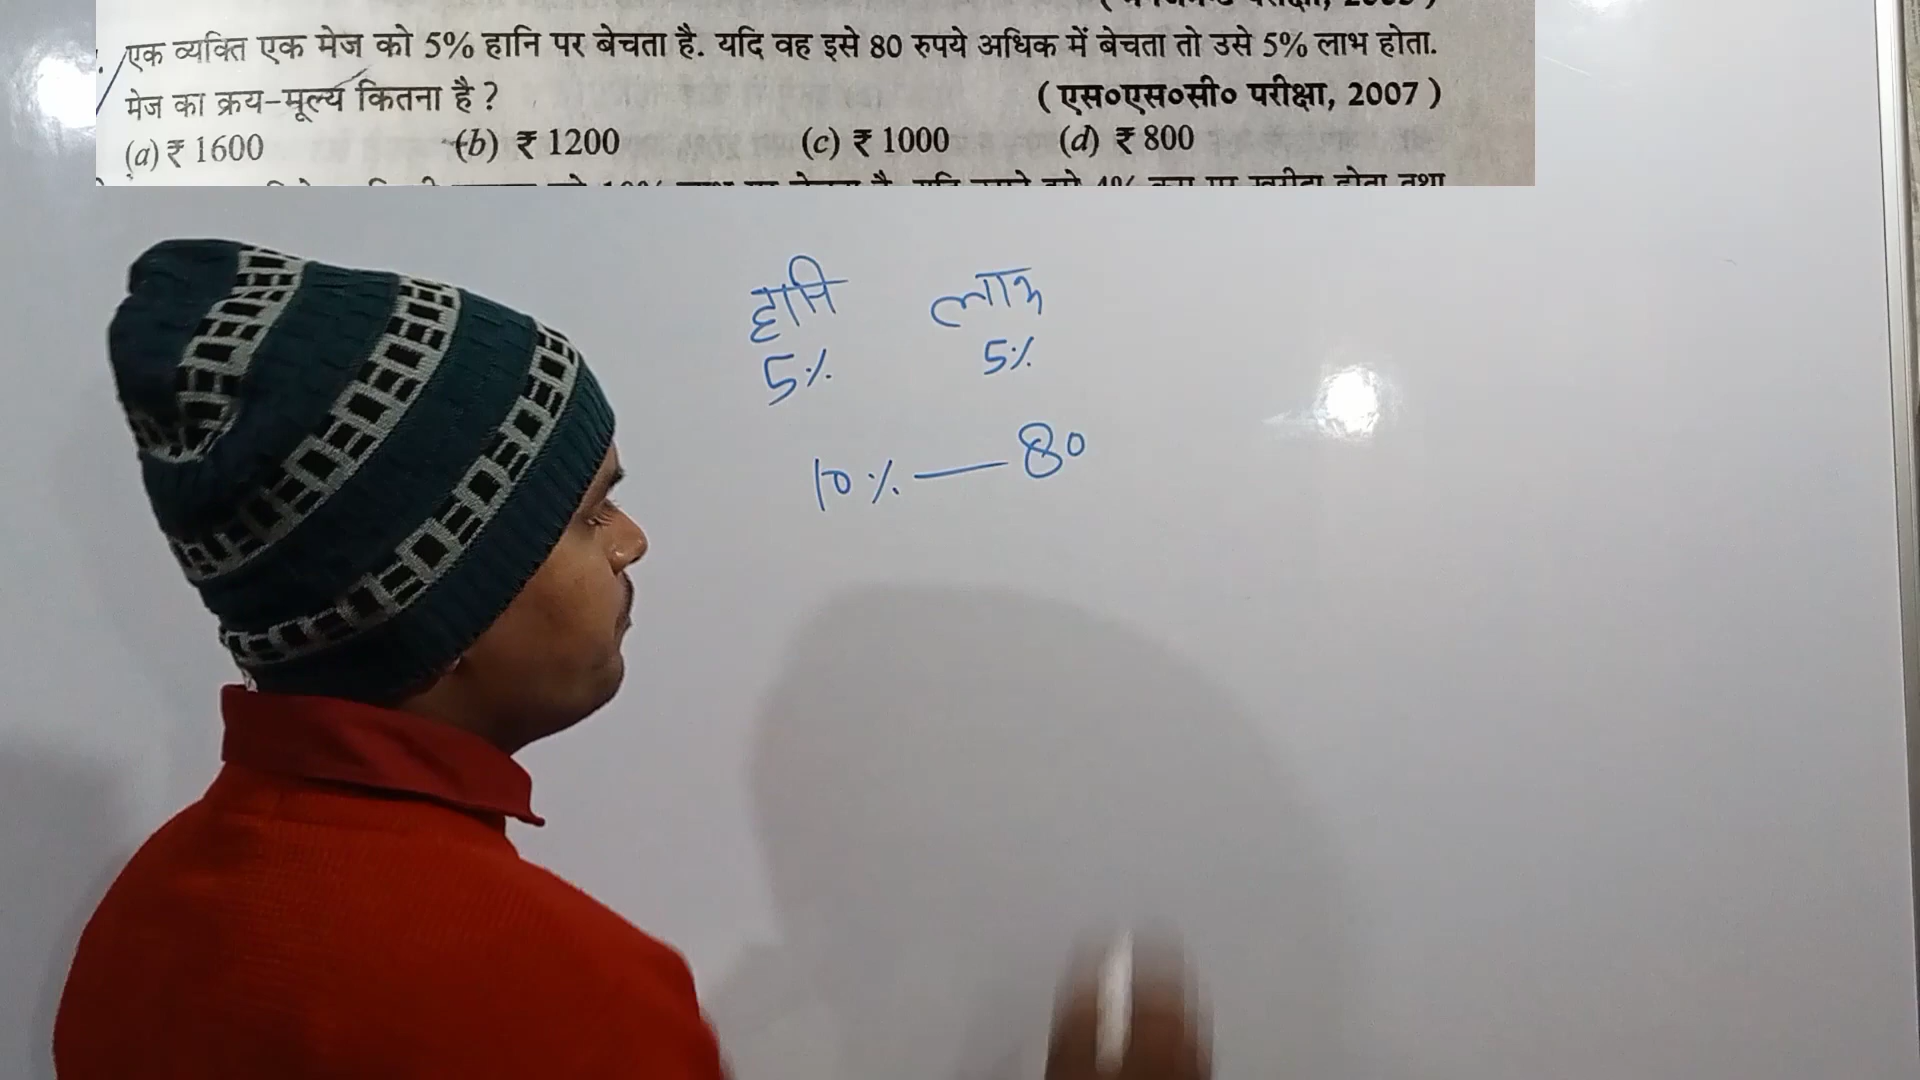 एक व्यक्ति एक मेज को 5% हानि पर बेचता है. यदि वह इसे 80 रुपये अधिक में बेचता तो उसे 5% लाभ होता.
मेज का क्रय-मूल्य कितना है ? ( एस०एस०सी० परीक्षा, 2007 )
(a) ₹ 1600 (b) ₹ 1200 (c) ₹ 1000 (d) ₹ 800
हानि लाभ
5% 5%
10% — 80